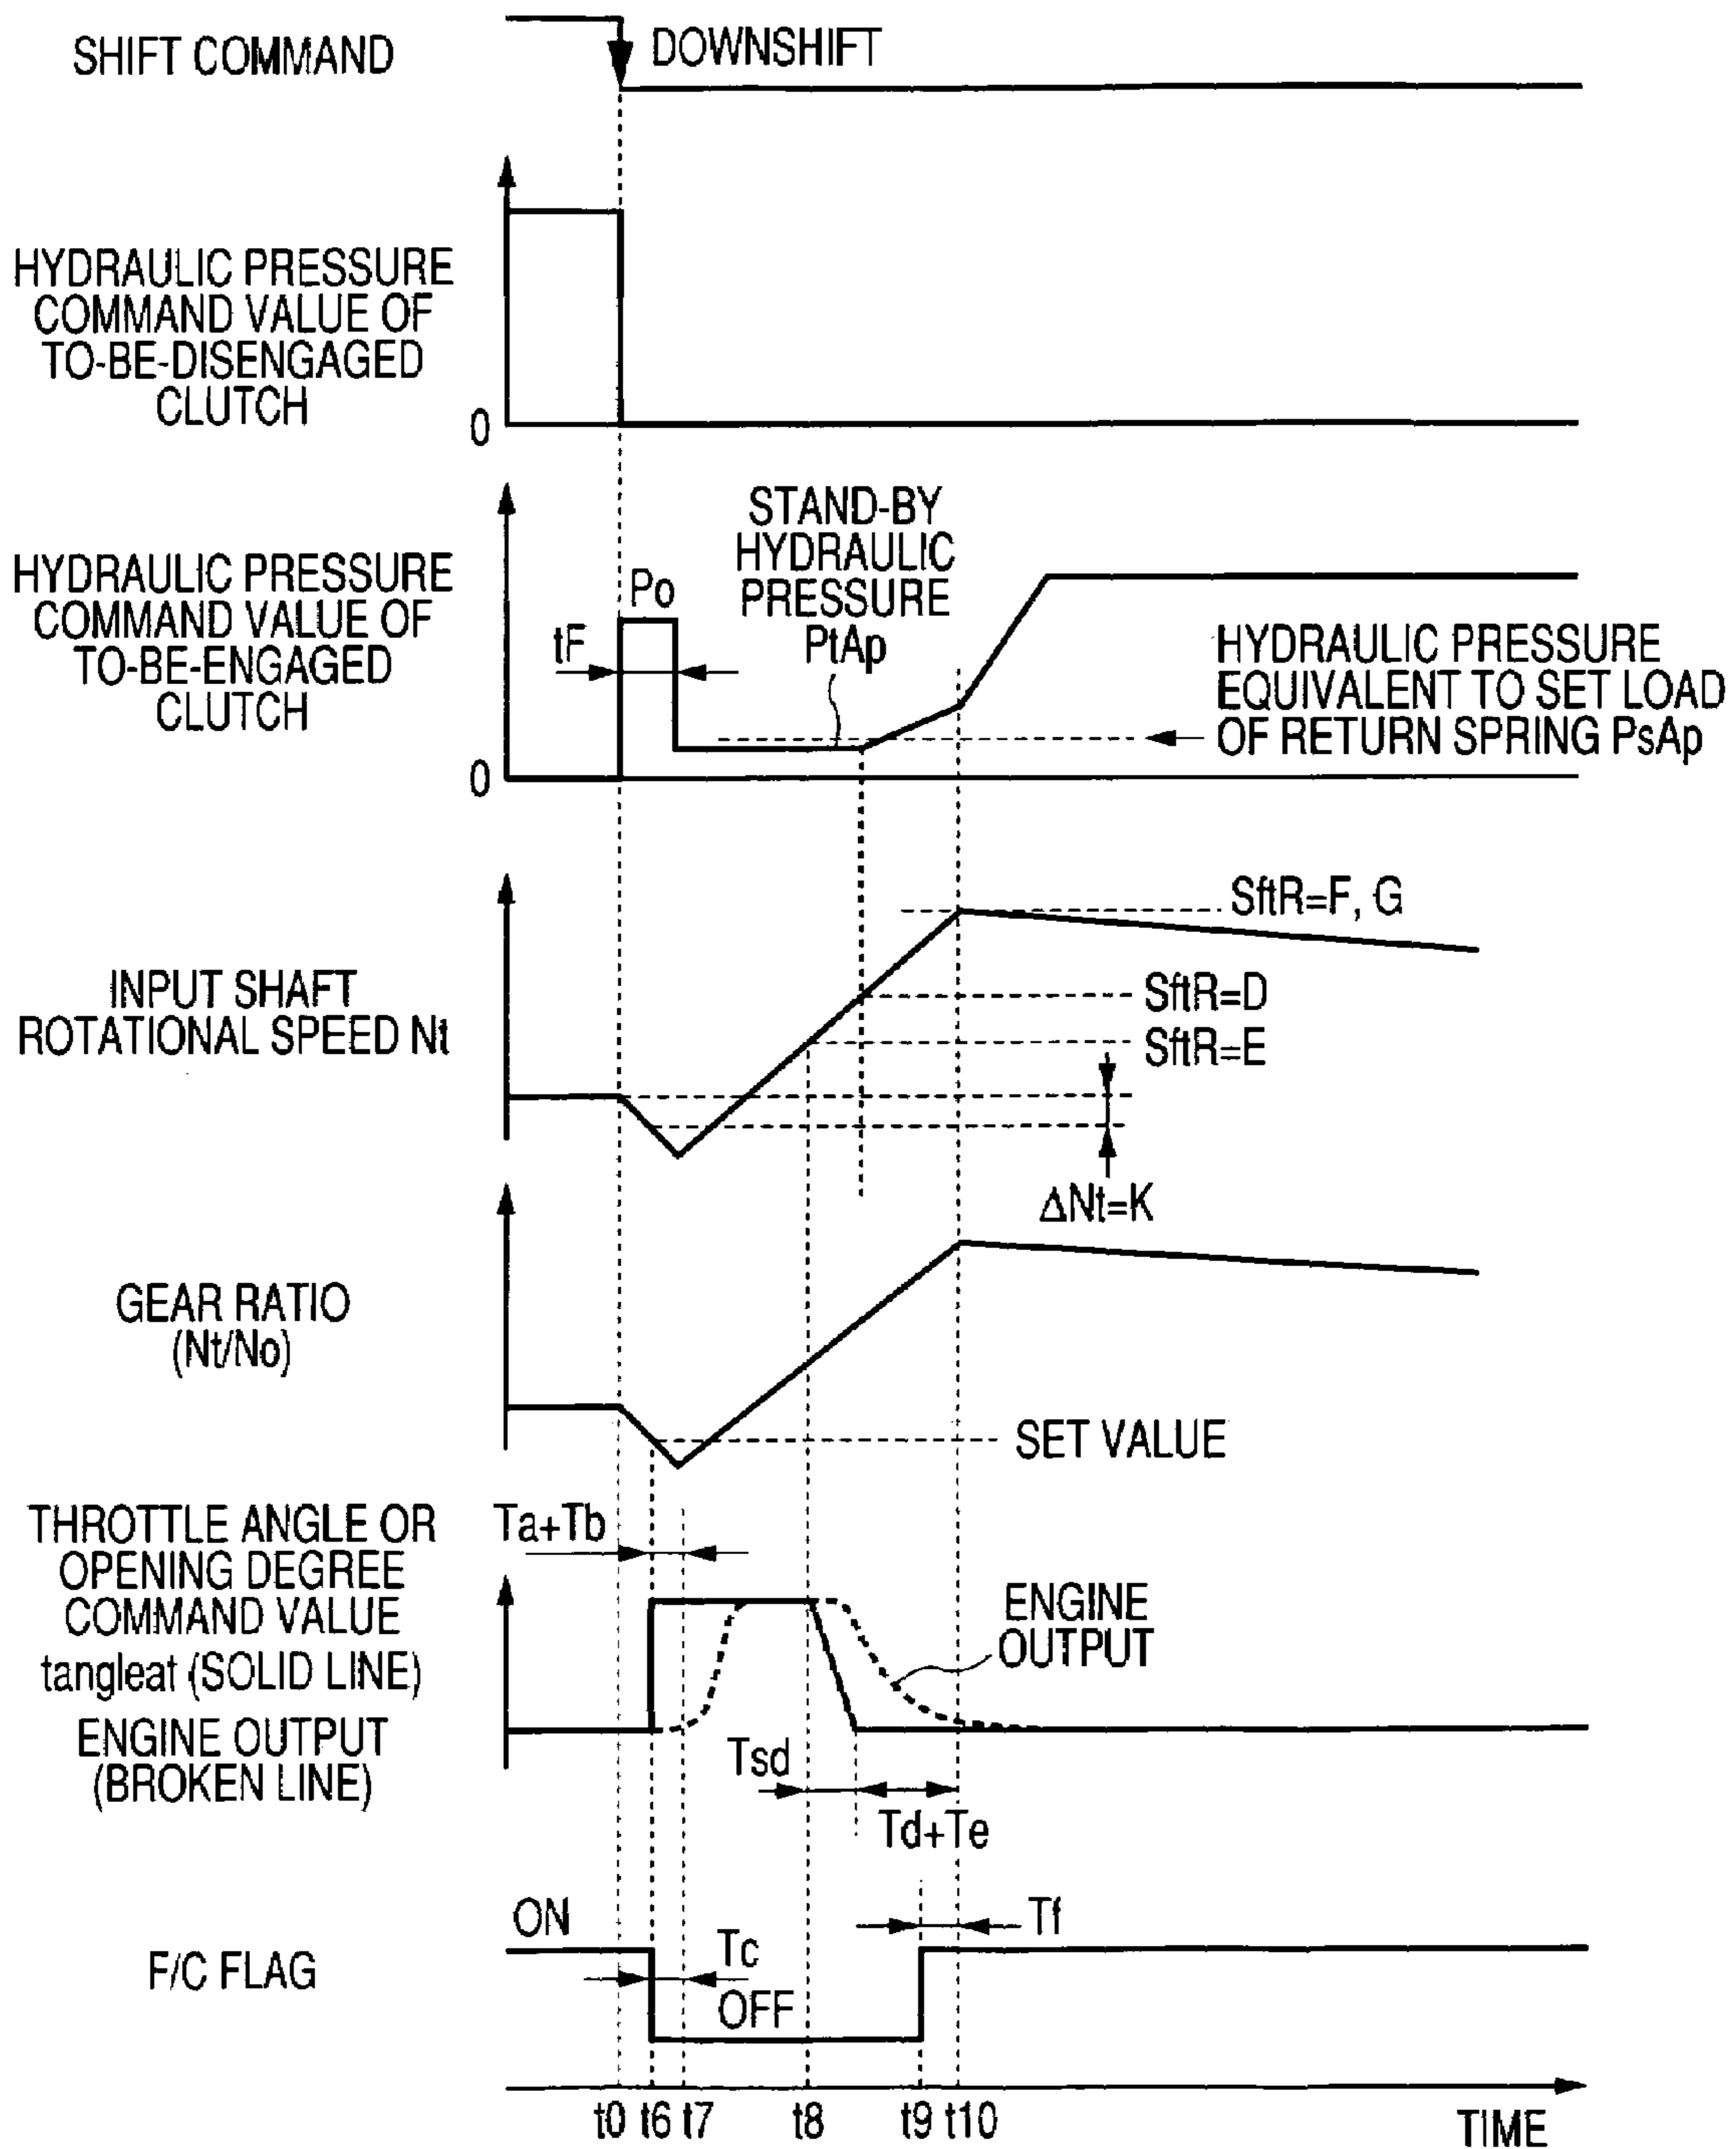 SHIFT COMMAND
DOWNSHIFT
HYDRAULIC PRESSURE
COMMAND VALUE OF
TO-BE-DISENGAGED
CLUTCH
0
HYDRAULIC PRESSURE
COMMAND VALUE OF
TO-BE-ENGAGED
CLUTCH
0
tF
Po
STAND-BY
HYDRAULIC
PRESSURE
PtAp
HYDRAULIC PRESSURE
EQUIVALENT TO SET LOAD
OF RETURN SPRING PsAp
INPUT SHAFT
ROTATIONAL SPEED Nt
SftR=F, G
SftR=D
SftR=E
ΔNt=K
GEAR RATIO
(Nt/No)
SET VALUE
THROTTLE ANGLE OR
OPENING DEGREE
COMMAND VALUE
tangleat (SOLID LINE)
ENGINE OUTPUT
(BROKEN LINE)
Ta+Tb
ENGINE
OUTPUT
Tsd
Td+Te
F/C FLAG
ON
Tc
OFF
Tf
t0 t6 t7 t8 t9 t10
TIME